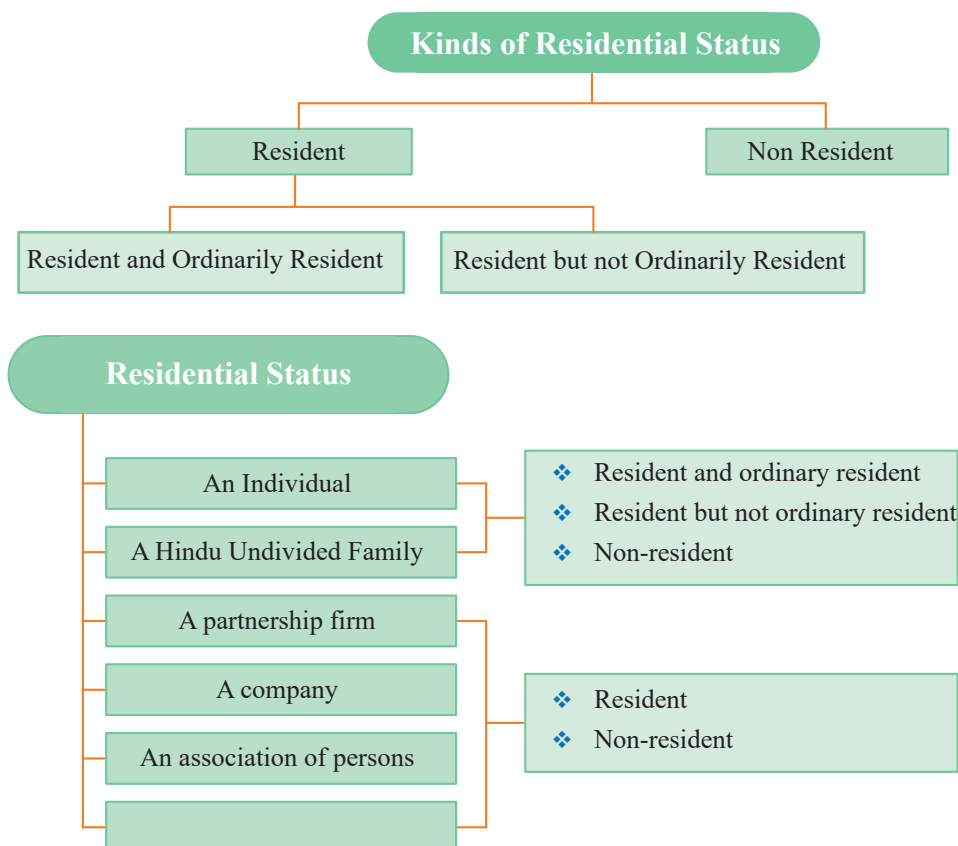 Kinds of Residential Status
Resident
Non Resident
Resident and Ordinarily Resident
Resident but not Ordinarily Resident
Residential Status
An Individual
A Hindu Undivided Family
A partnership firm
A company
An association of persons
❖ Resident and ordinary resident
❖ Resident but not ordinary resident
❖ Non-resident
❖ Resident
❖ Non-resident